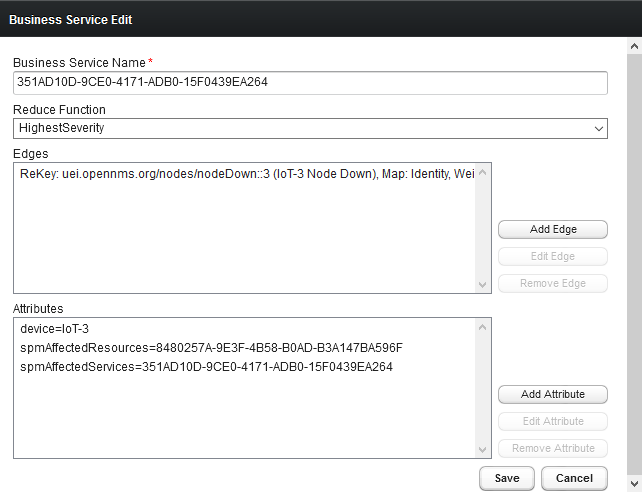 Business Service Edit
Business Service Name *
351AD10D-9CE0-4171-ADB0-15F0439EA264
Reduce Function
HighestSeverity
Edges
ReKey: uei.opennms.org/nodes/nodeDown::3 (IoT-3 Node Down), Map: Identity, Wei
Add Edge
Edit Edge
Remove Edge
Attributes
device=IoT-3
spmAffectedResources=8480257A-9E3F-4B58-B0AD-B3A147BA596F
spmAffectedServices=351AD10D-9CE0-4171-ADB0-15F0439EA264
Add Attribute
Edit Attribute
Remove Attribute
Save Cancel